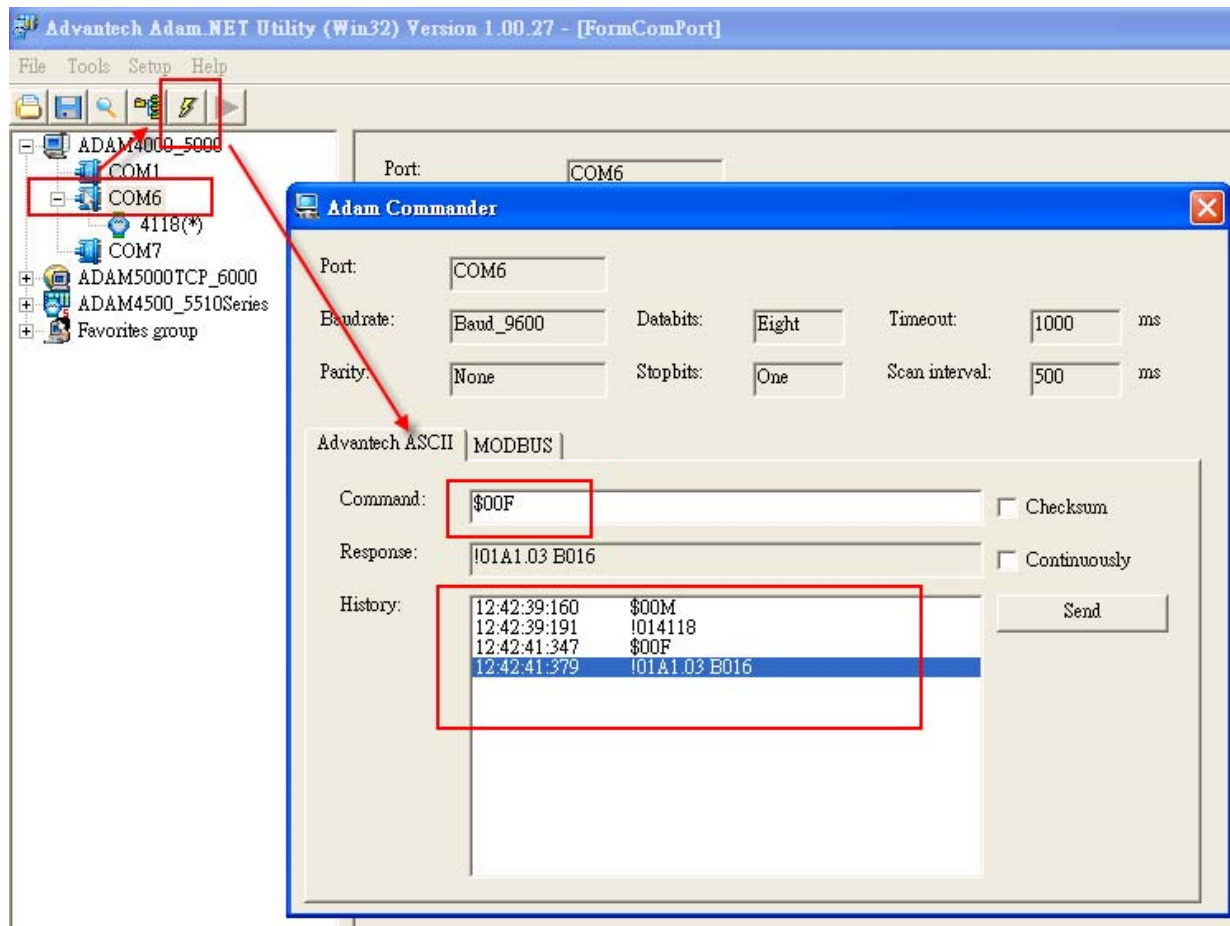 Advantech Adam.NET Utility (Win32) Version 1.00.27 - [FormComPort]
File Tools Setup Help
ADAM4000_5000
COM1
COM6
4118(*)
COM7
ADAM5000TCP_6000
ADAM4500_5510Series
Favorites group
Port: COM6
Adam Commander
Port: COM6
Baudrate: Baud_9600 Databits: Eight Timeout: 1000 ms
Parity: None Stopbits: One Scan interval: 500 ms
Advantech ASCII MODBUS
Command: $00F Checksum
Response: !01A1.03 B016 Continuously
History: Send
12:42:39:160 $00M
12:42:39:191 !014118
12:42:41:347 $00F
12:42:41:379 !01A1.03 B016